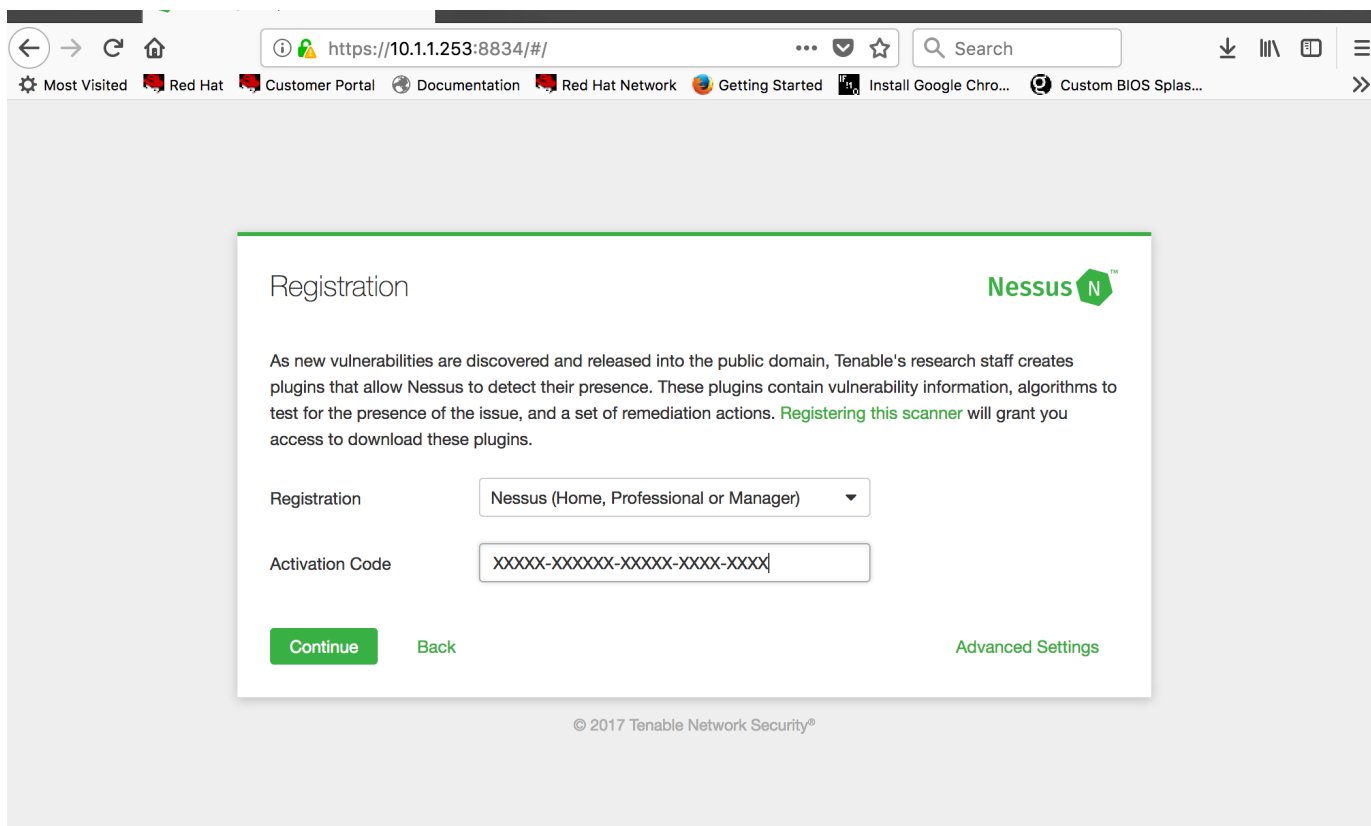 https://10.1.1.253:8834/#/
Search
Most Visited Red Hat Customer Portal Documentation Red Hat Network Getting Started Install Google Chro... Custom BIOS Splas...
Registration
Nessus N ™
As new vulnerabilities are discovered and released into the public domain, Tenable's research staff creates
plugins that allow Nessus to detect their presence. These plugins contain vulnerability information, algorithms to
test for the presence of the issue, and a set of remediation actions. Registering this scanner will grant you
access to download these plugins.
Registration Nessus (Home, Professional or Manager)
Activation Code XXXXX-XXXXXX-XXXXX-XXXX-XXXX
Continue Back Advanced Settings
© 2017 Tenable Network Security®